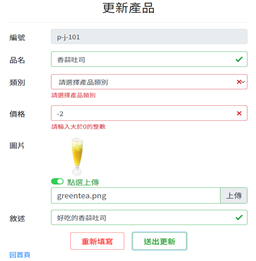 更新產品
編號 p-j-101
品名 香蒜吐司
類別 請選擇產品類別
請選擇產品類別
價格 -2
請輸入大於0的整數
圖片
點選上傳
greentea.png 上傳
敘述 好吃的香蒜吐司
重新填寫 送出更新
回首頁